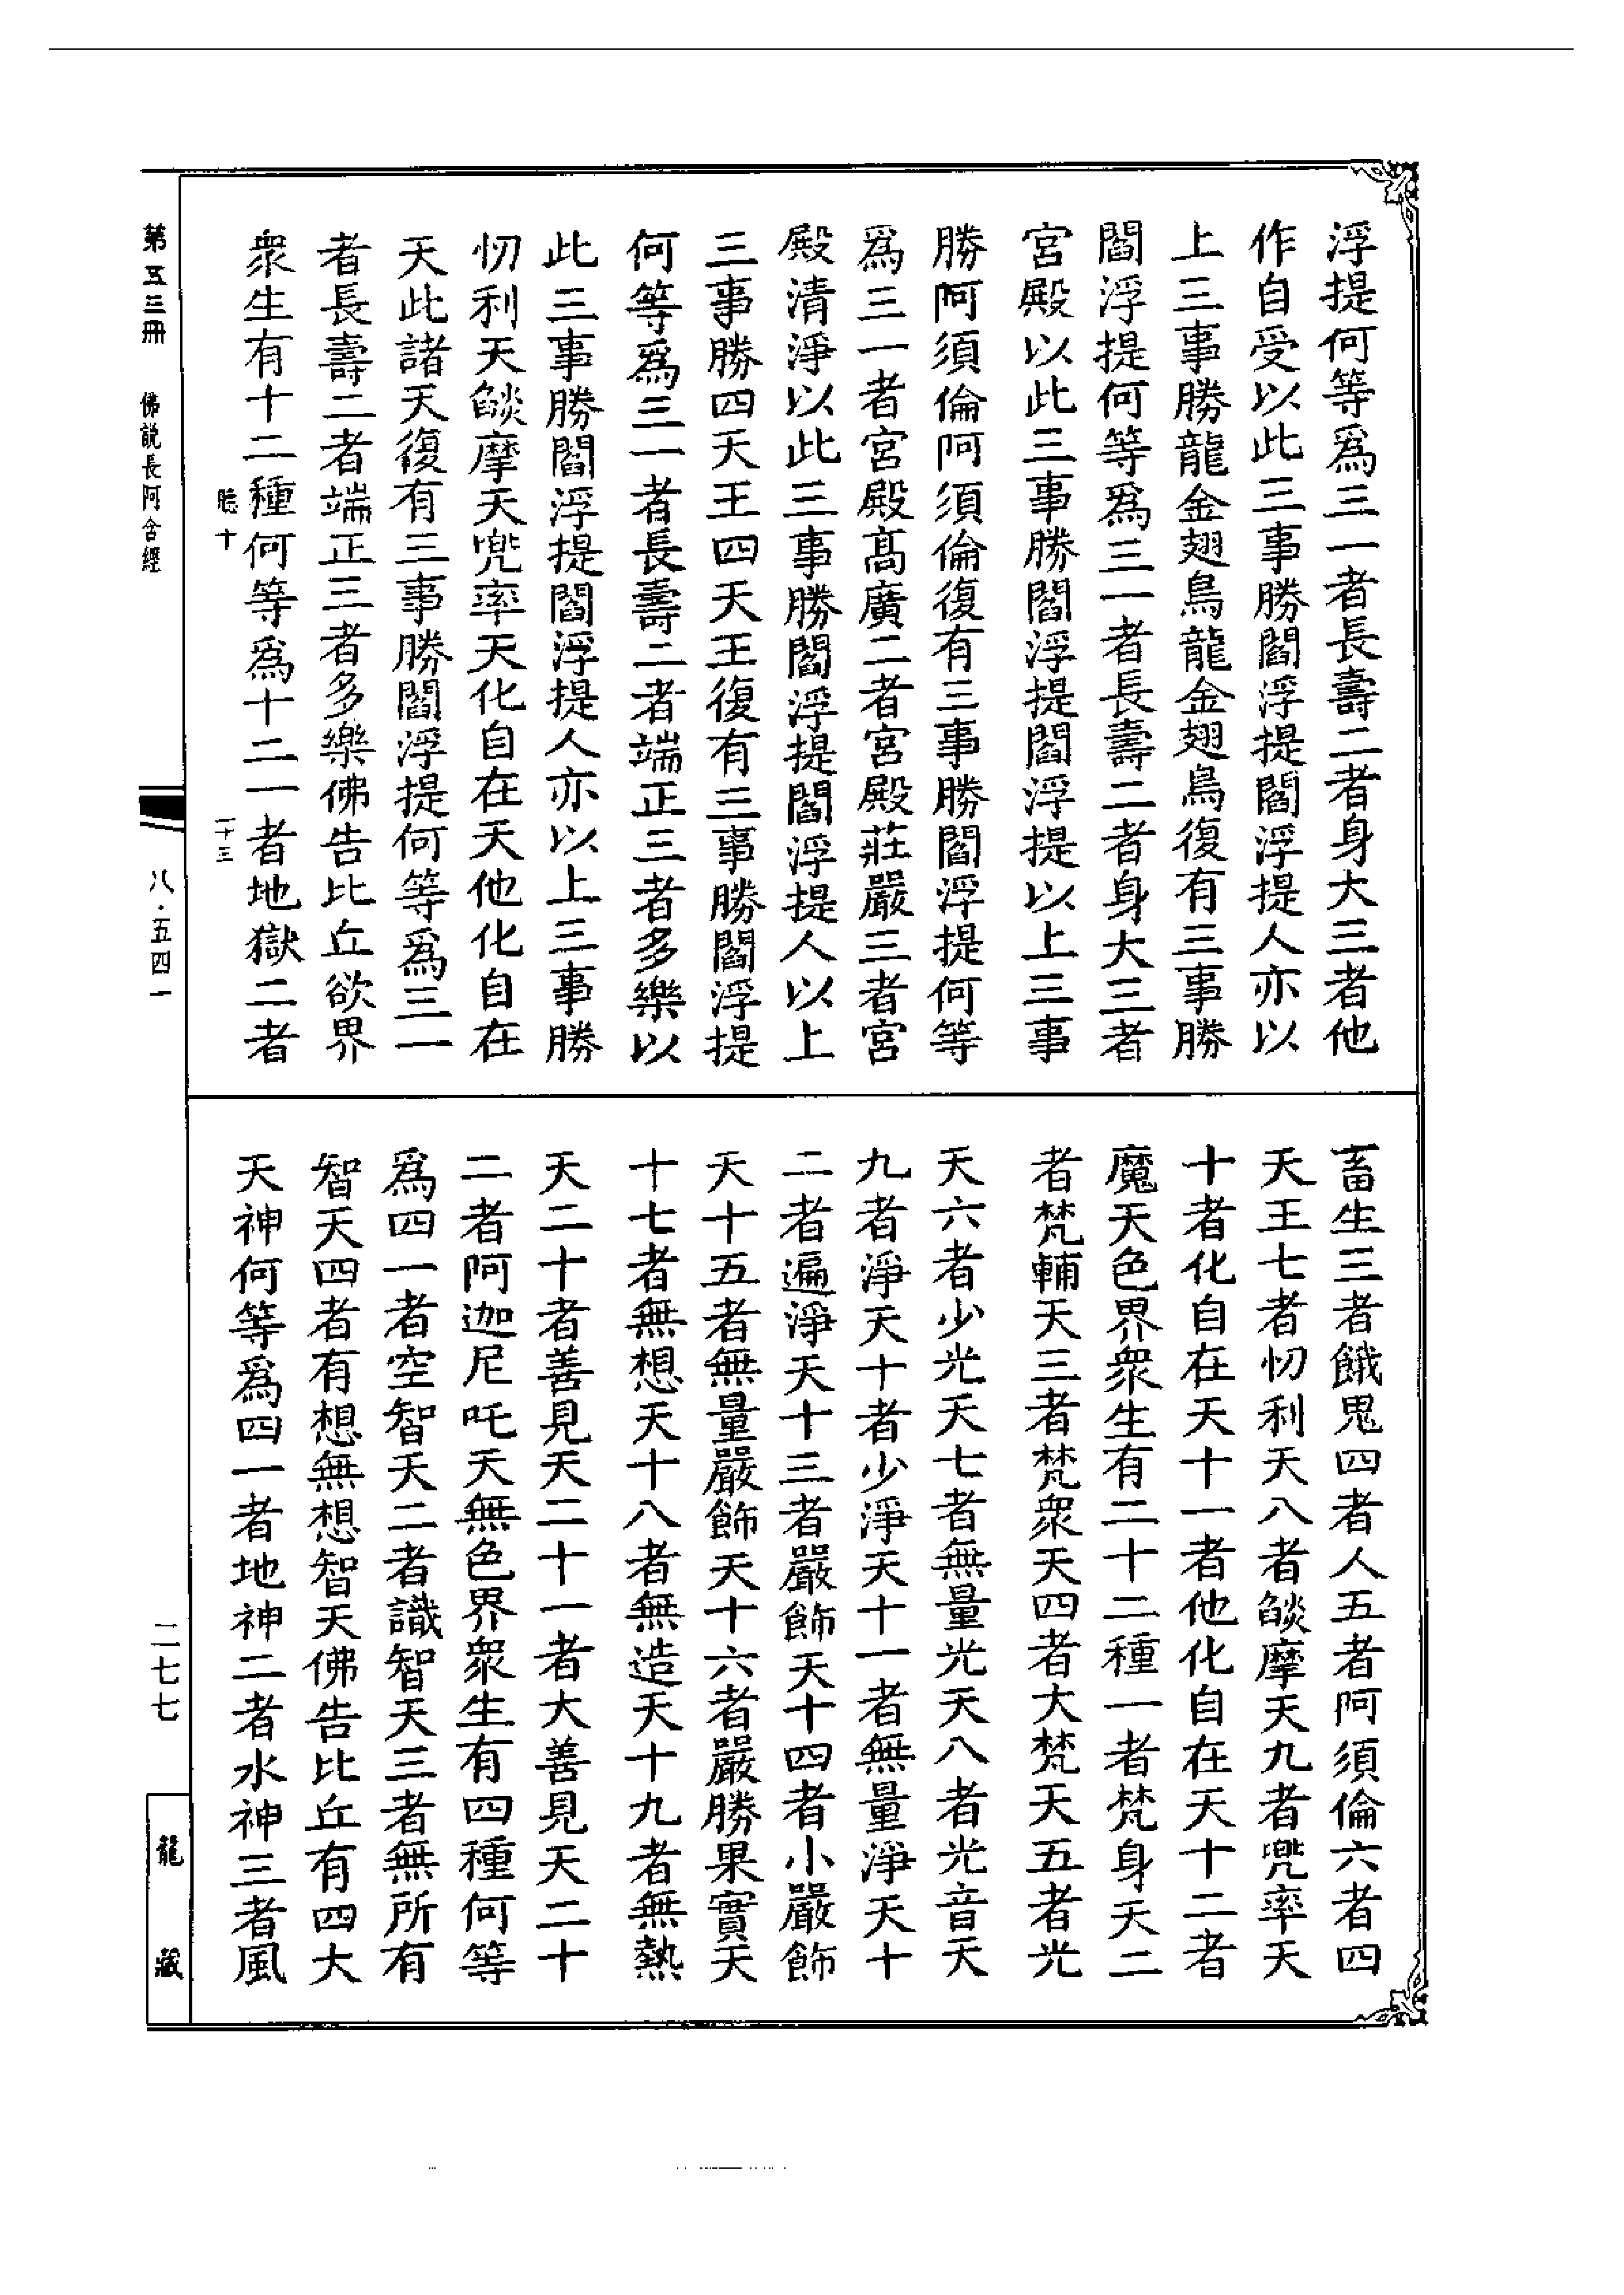 浮提何等爲三一者長壽二者身大三者他
作自受以此三事勝閻浮提閻浮提人亦以
上三事勝龍金翅鳥龍金翅鳥復有三事勝
閻浮提何等爲三一者長壽二者身大三者
宮殿以此三事勝閻浮提閻浮提以上三事
勝阿須倫阿須倫復有三事勝閻浮提何等
爲三一者宮殿高廣二者宮殿莊嚴三者宮
殿清淨以此三事勝閻浮提閻浮提人以上
三事勝四天王四天王復有三事勝閻浮提
何等爲三一者長壽二者端正三者多樂以
此三事勝閻浮提閻浮提人亦以上三事勝
忉利天燄摩天兜率天化自在天他化自在
天此諸天復有三事勝閻浮提何等爲三一
者長壽二者端正三者多樂佛告比丘欲界
衆生有十二種何等爲十二一者地獄二者
聽十 一十三
畜生三者餓鬼四者人五者阿須倫六者四
天王七者忉利天八者燄摩天九者兜率天
十者化自在天十一者他化自在天十二者
魔天色界衆生有二十二種一者梵身天二
者梵輔天三者梵衆天四者大梵天五者光
天六者少光天七者無量光天八者光音天
九者淨天十者少淨天十一者無量淨天十
二者遍淨天十三者嚴飾天十四者小嚴飾
天十五者無量嚴飾天十六者嚴勝果實天
十七者無想天十八者無造天十九者無熱
天二十者善見天二十一者大善見天二十
二者阿迦尼吒天無色界衆生有四種何等
爲四一者空智天二者識智天三者無所有
智天四者有想無想智天佛告比丘有四大
天神何等爲四一者地神二者水神三者風
第五三冊 佛説長阿含經
八·五四一
二七七
龍藏